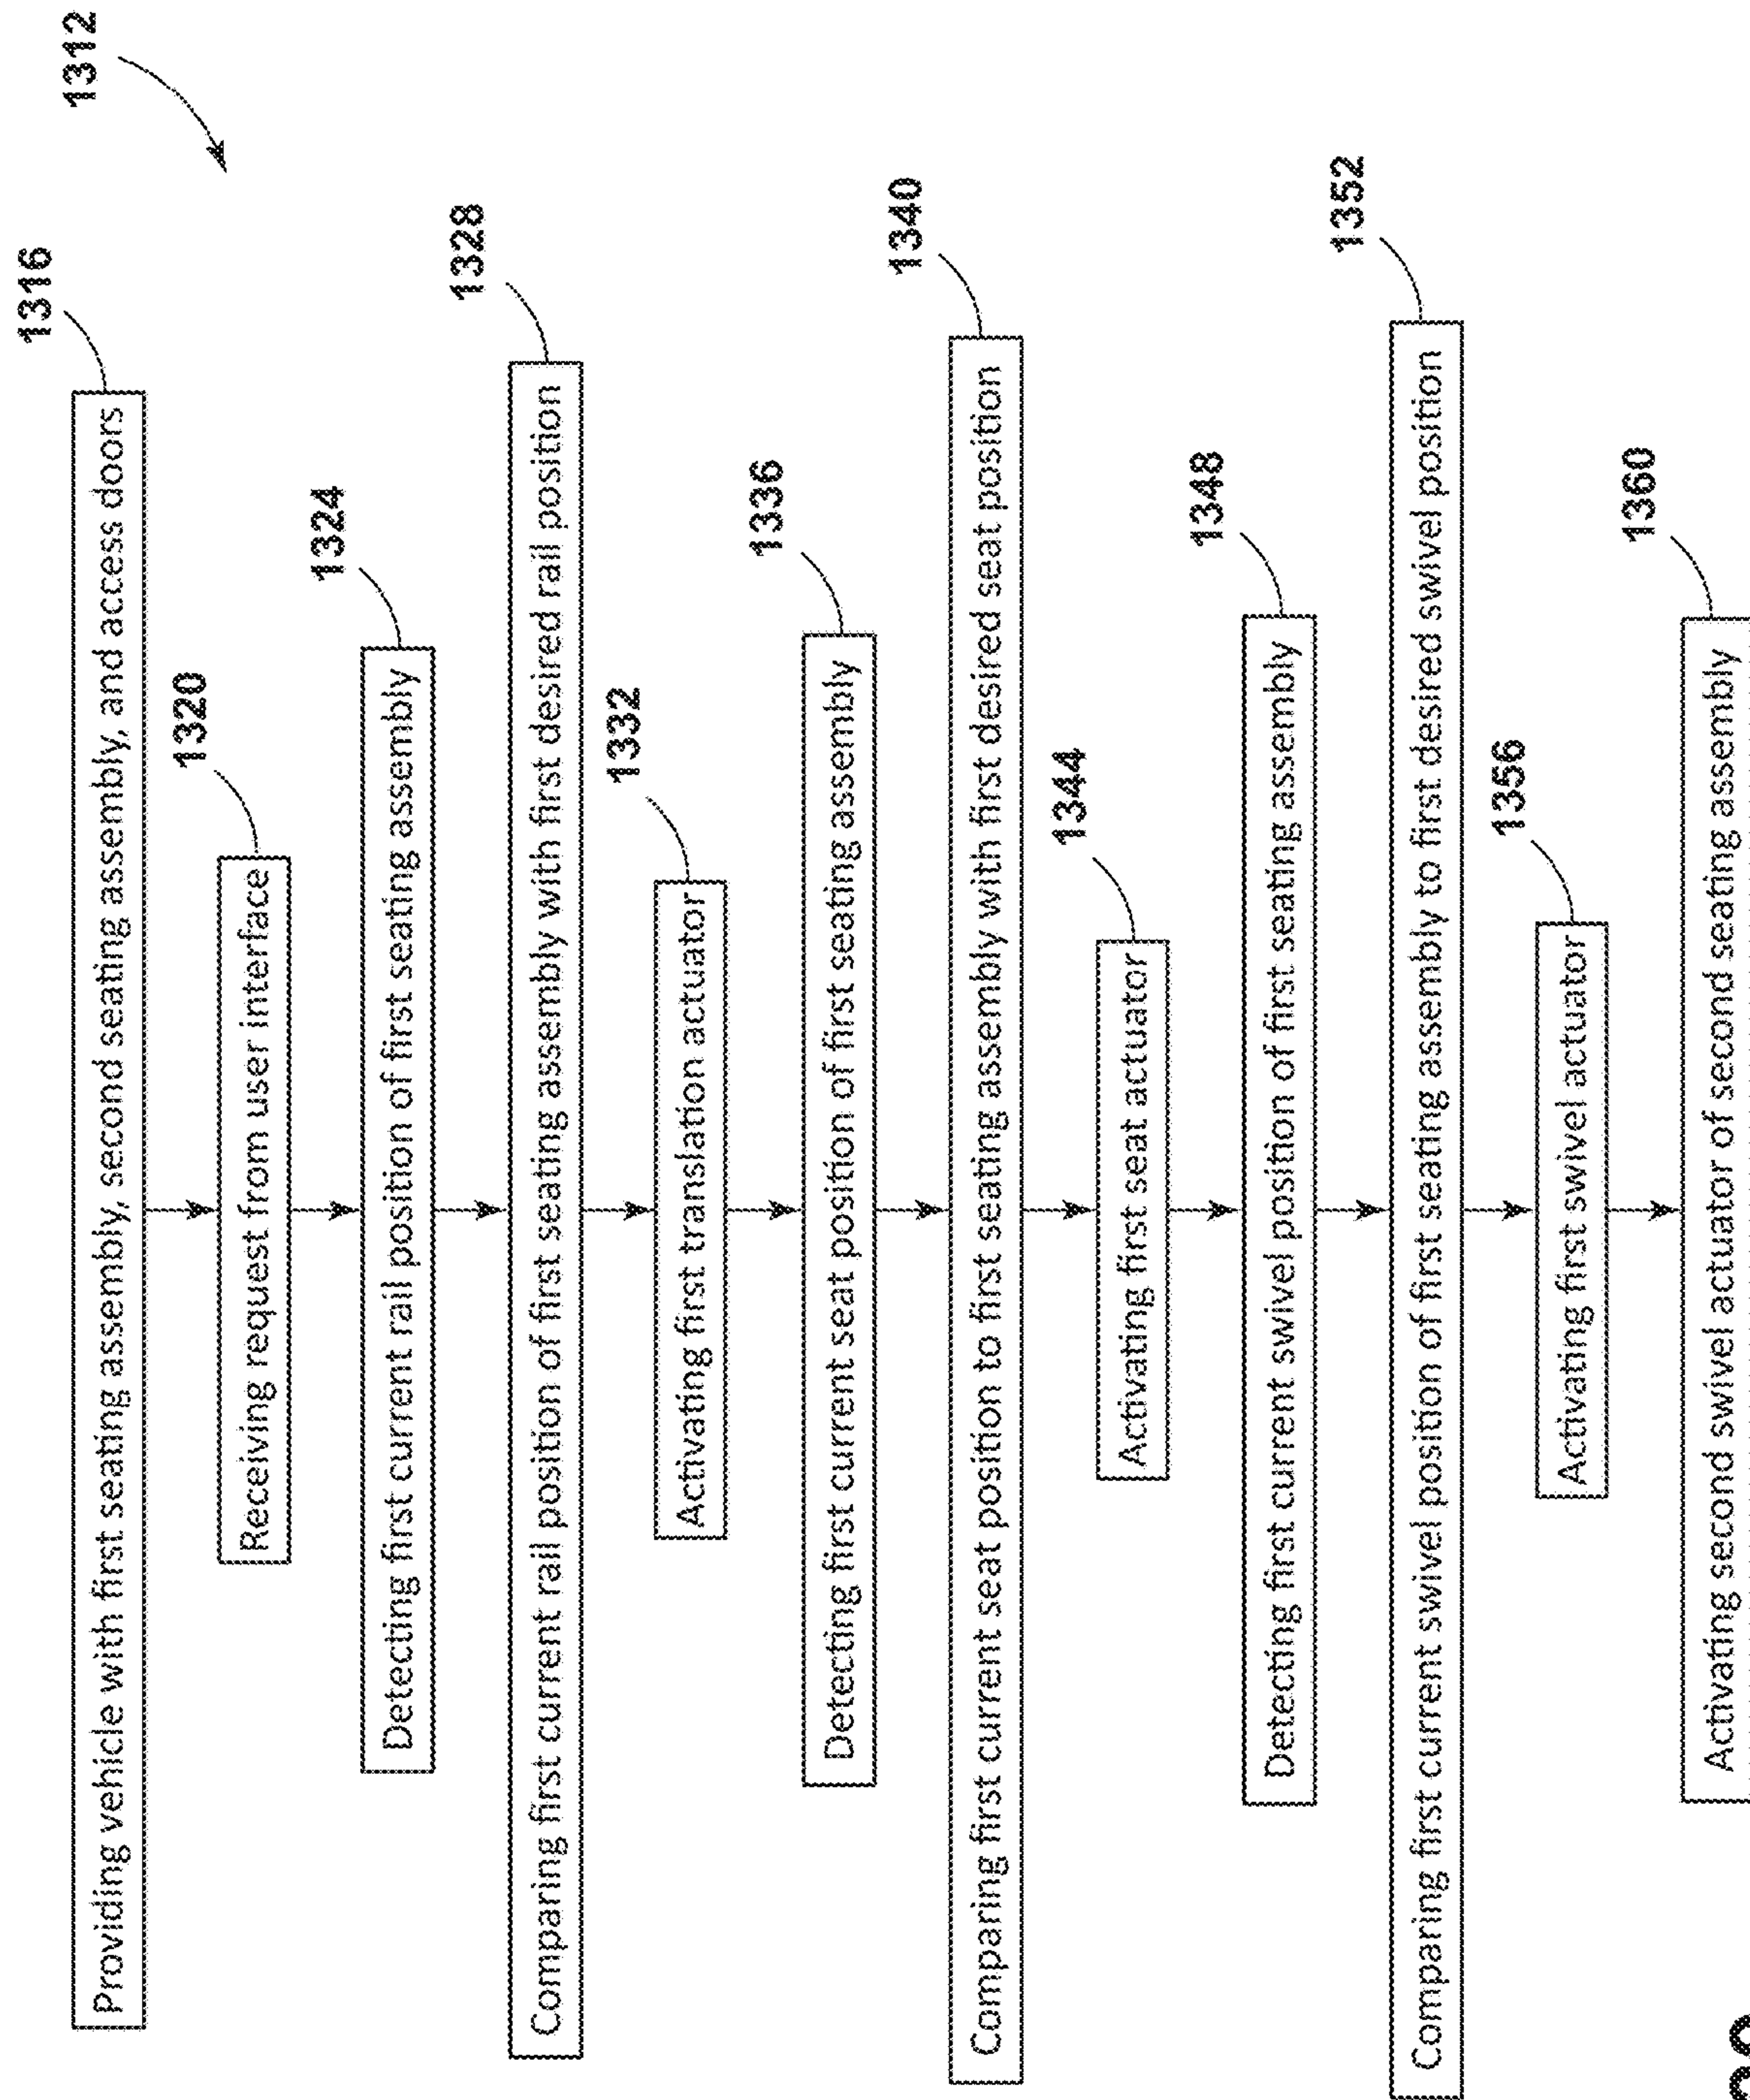 1312
1316
Providing vehicle with first seating assembly, second seating assembly, and access doors
1320
Receiving request from user interface
1324
Detecting first current rail position of first seating assembly
1328
Comparing first current rail position of first seating assembly with first desired rail position
1332
Activating first translation actuator
1336
Detecting first current seat position of first seating assembly
1340
Comparing first current seat position to first seating assembly with first desired seat position
1344
Activating first seat actuator
1348
Detecting first current swivel position of first seating assembly
1352
Comparing first current swivel position of first seating assembly to first desired swivel position
1356
Activating first swivel actuator
1360
Activating second swivel actuator of second seating assembly